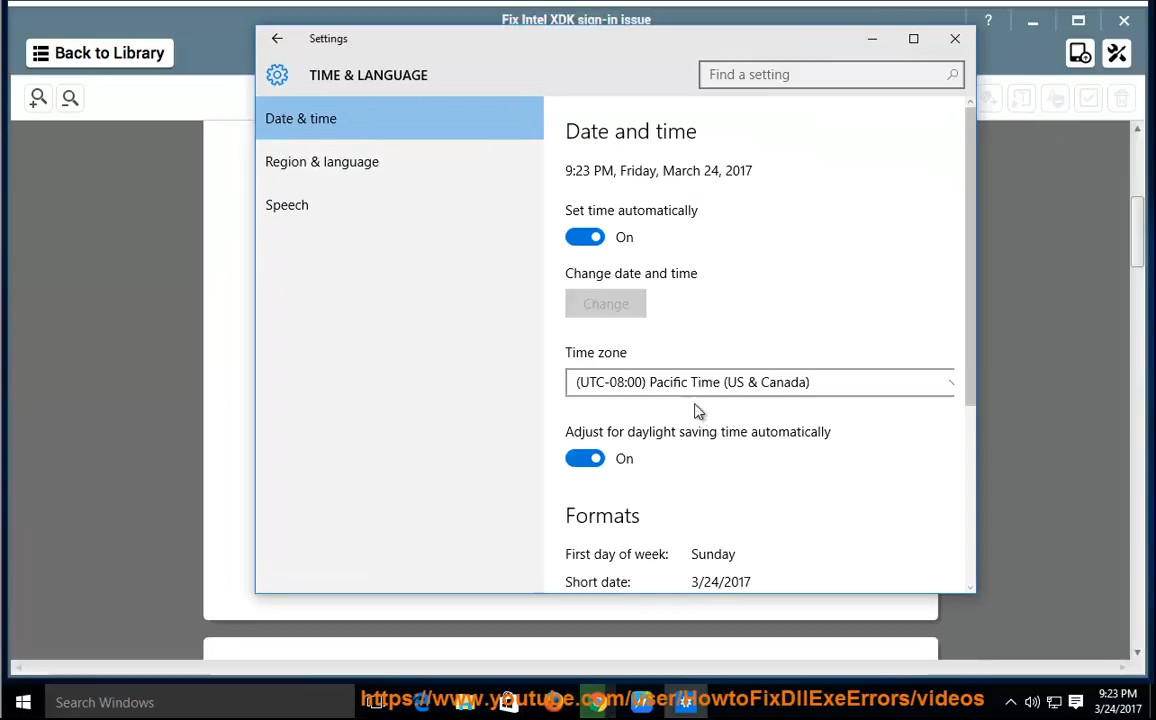 Fix Intel XDK sign-in issue
?
Back to Library
Settings
TIME & LANGUAGE
Find a setting
Date & time
Region & language
Speech
Date and time
9:23 PM, Friday, March 24, 2017
Set time automatically
On
Change date and time
Change
Time zone
(UTC-08:00) Pacific Time (US & Canada)
Adjust for daylight saving time automatically
On
Formats
First day of week: Sunday
Short date: 3/24/2017
Search Windows
https://www.youtube.com/user/HowtoFixDllExeErrors/videos
9:23 PM
3/24/2017